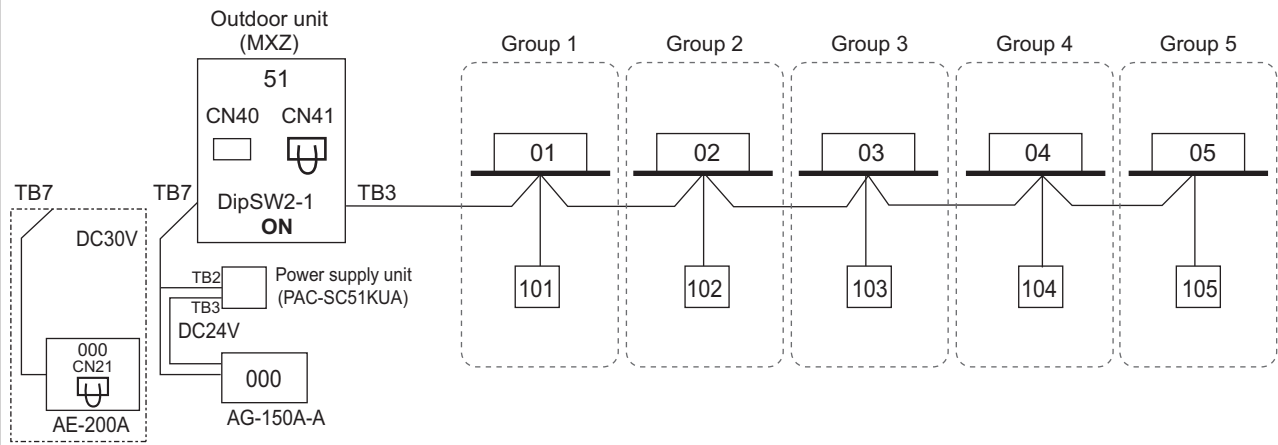 Outdoor unit
(MXZ)
Group 1
Group 2
Group 3
Group 4
Group 5
51
CN40
CN41
01
02
03
04
05
TB7
TB7
DipSW2-1
ON
TB3
DC30V
TB2
Power supply unit
(PAC-SC51KUA)
TB3
DC24V
101
102
103
104
105
000
CN21
000
AE-200A
AG-150A-A